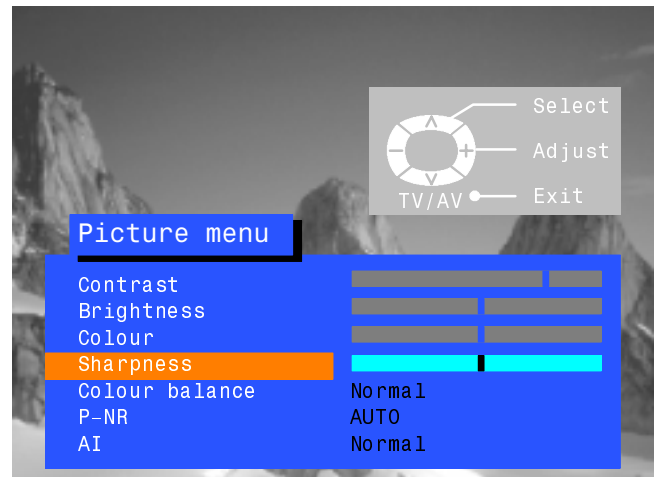 Select
Adjust
TV/AV Exit
Picture menu
Contrast
Brightness
Colour
Sharpness
Colour balance Normal
P-NR AUTO
AI Normal